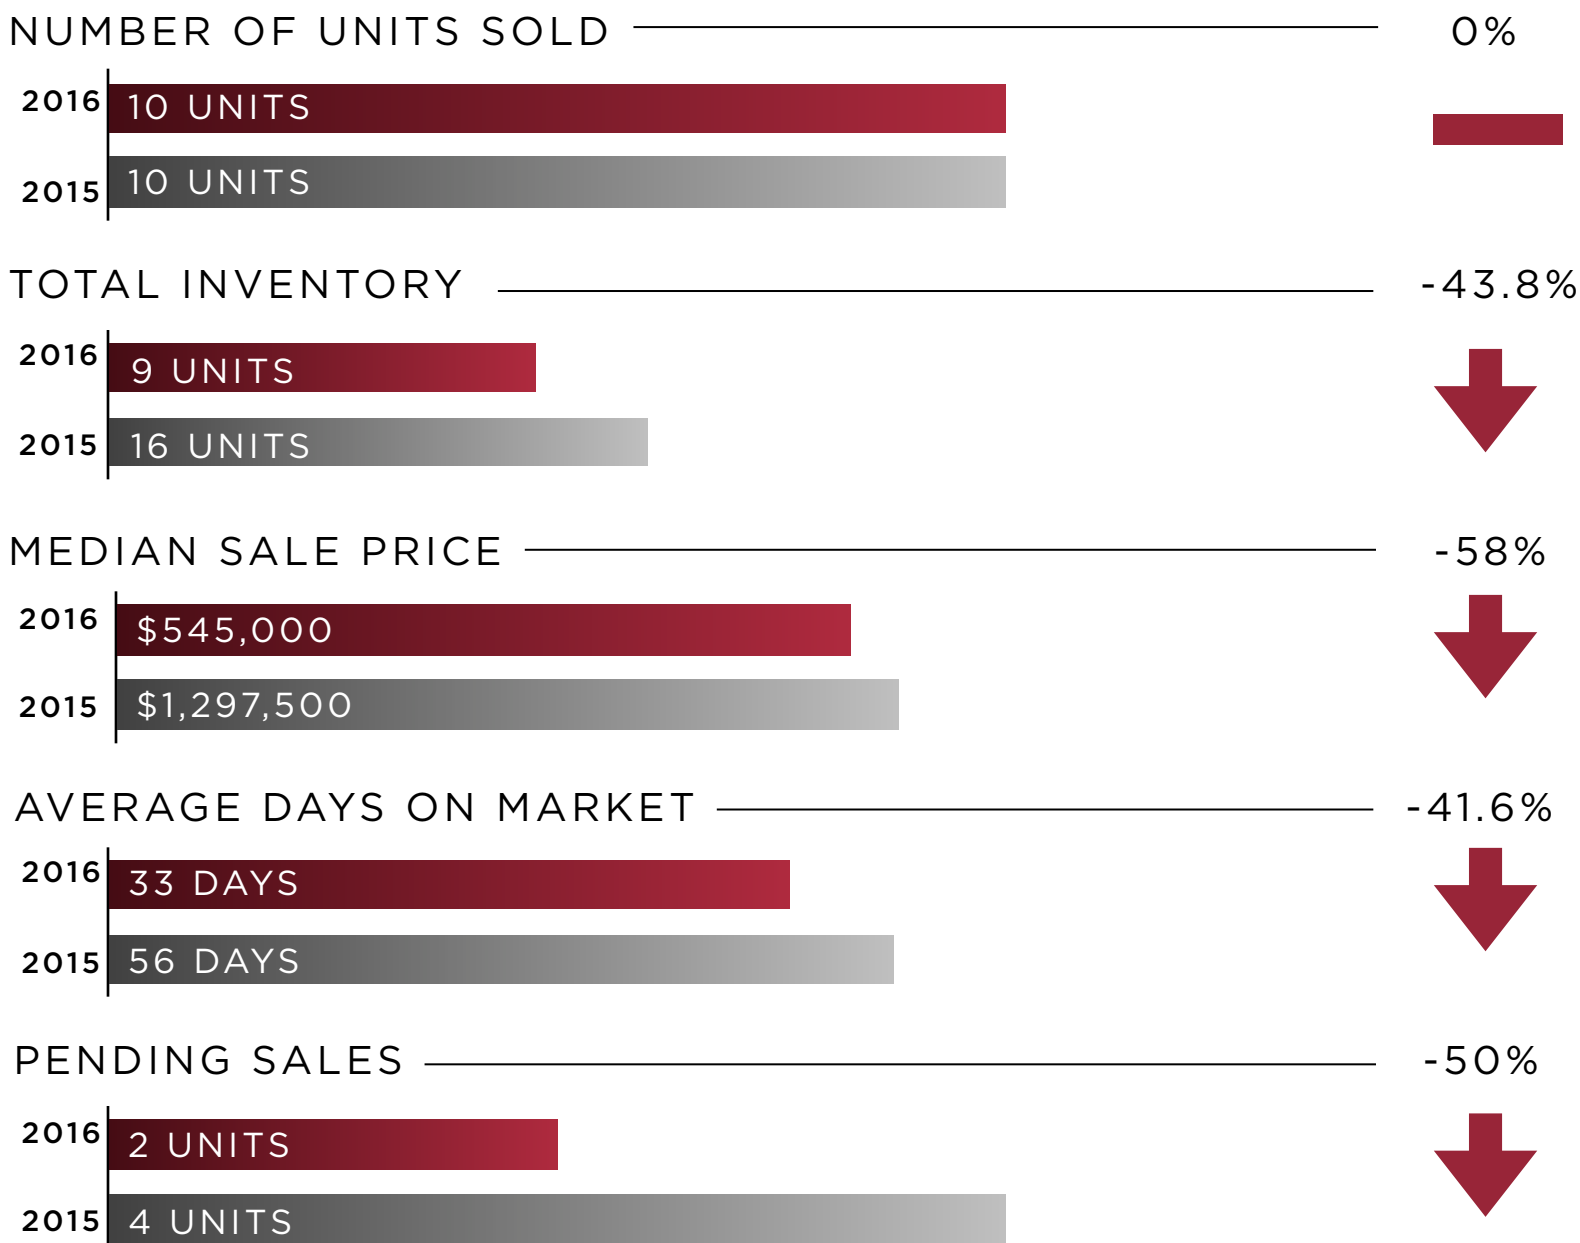 NUMBER OF UNITS SOLD 0%
2016 10 UNITS
2015 10 UNITS
TOTAL INVENTORY -43.8%
2016 9 UNITS
2015 16 UNITS
MEDIAN SALE PRICE -58%
2016 $545,000
2015 $1,297,500
AVERAGE DAYS ON MARKET -41.6%
2016 33 DAYS
2015 56 DAYS
PENDING SALES -50%
2016 2 UNITS
2015 4 UNITS